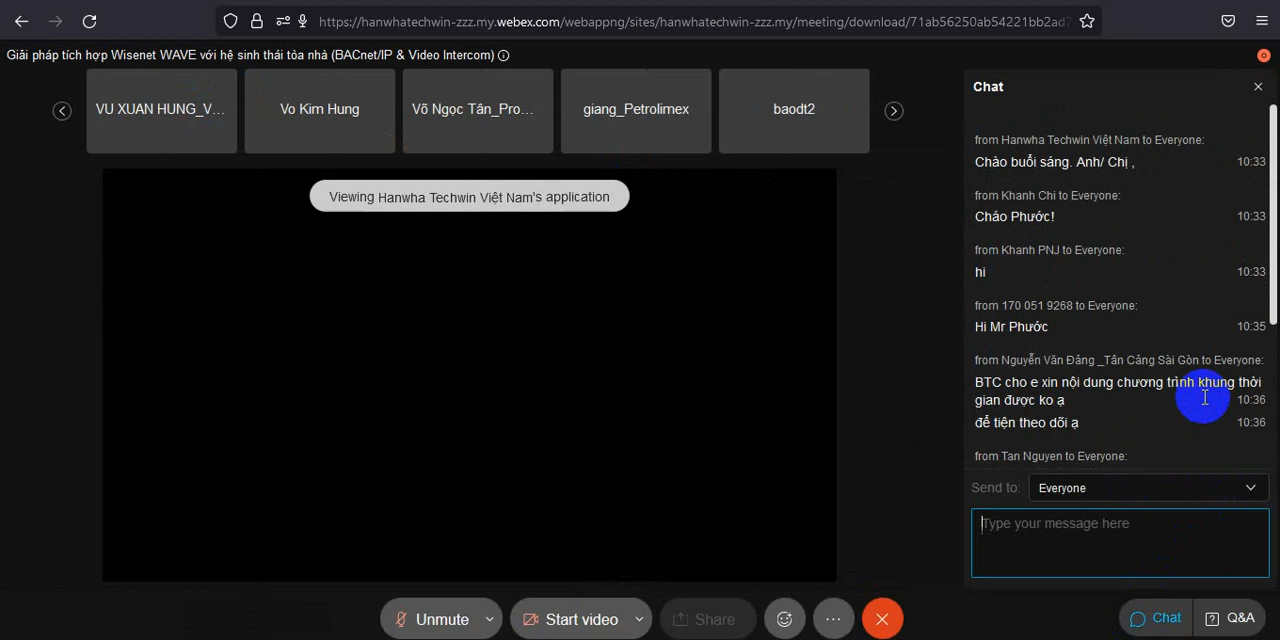 https://hanwhatechwin-zzz.my.webex.com/webappng/sites/hanwhatechwin-zzz.my/meeting/download/71ab56250ab54221bb2ad7
Giải pháp tích hợp Wisenet WAVE với hệ sinh thái tòa nhà (BACnet/IP & Video Intercom)
VU XUAN HUNG_V...
Vo Kim Hung
Võ Ngọc Tân_Pro...
giang_Petrolimex
baodt2
Viewing Hanwha Techwin Việt Nam's application
Chat
from Hanwha Techwin Việt Nam to Everyone:
Chào buổi sáng. Anh/ Chị , 10:33
from Khanh Chi to Everyone:
Cháo Phước! 10:33
from Khanh PNJ to Everyone:
hi 10:33
from 170 051 9268 to Everyone:
Hi Mr Phước 10:35
from Nguyễn Văn Đăng _Tân Cảng Sài Gòn to Everyone:
BTC cho e xin nội dung chương trình khung thời
gian được ko ạ 10:36
để tiện theo dõi ạ 10:36
from Tan Nguyen to Everyone:
Send to: Everyone
Type your message here
Unmute
Start video
Share
Chat
Q&A